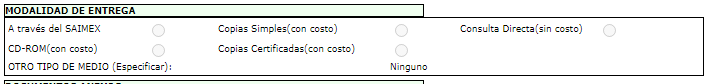 MODALIDAD DE ENTREGA
A través del SAIMEX Copias Simples(con costo) Consulta Directa(sin costo)
CD-ROM(con costo) Copias Certificadas(con costo)
OTRO TIPO DE MEDIO (Especificar): Ninguno